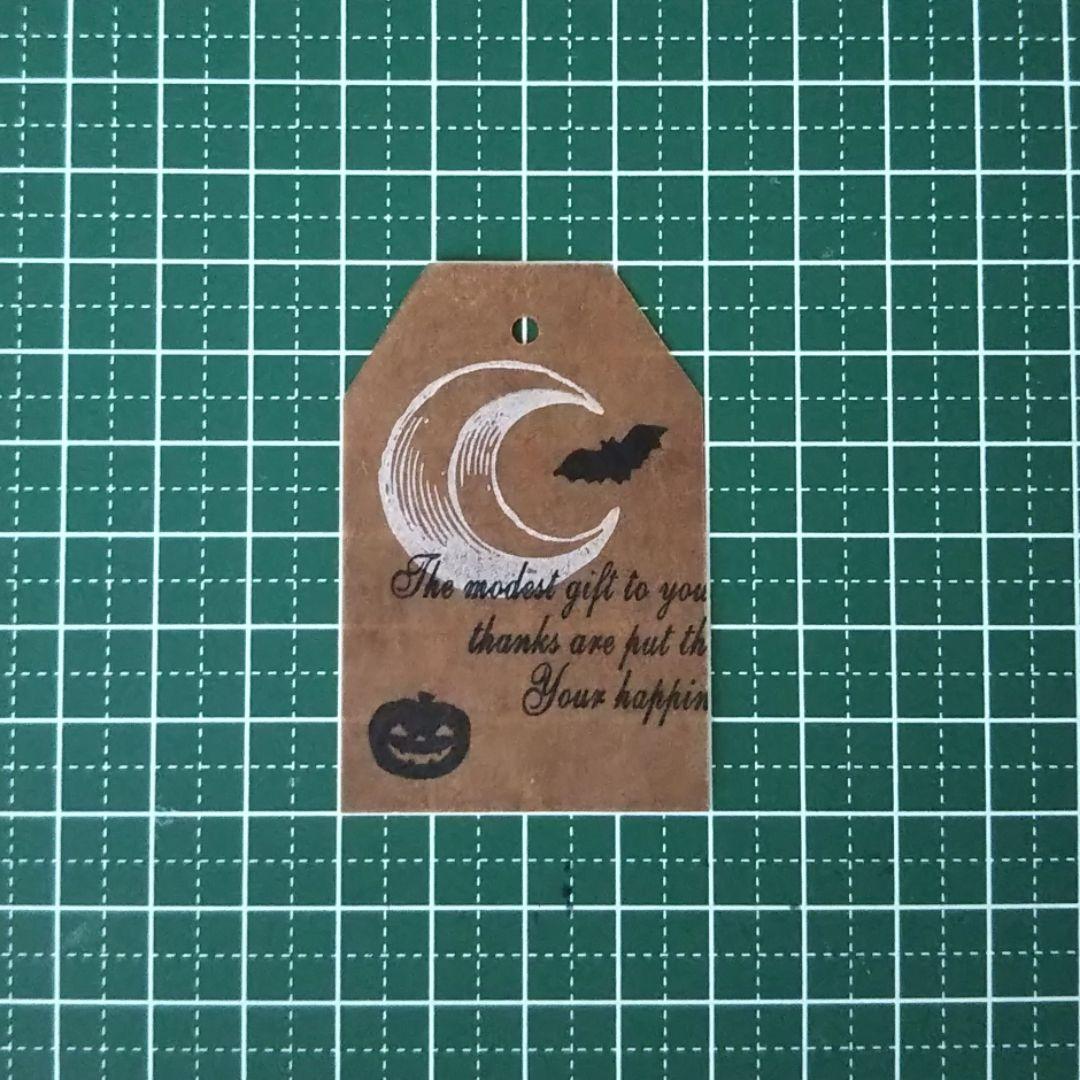 The modest gift to you
thanks are put th
Your happin